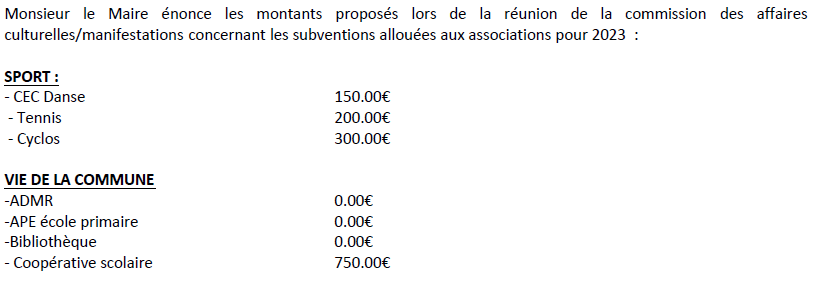 Monsieur le Maire énonce les montants proposés lors de la réunion de la commission des affaires
culturelles/manifestations concernant les subventions allouées aux associations pour 2023 :
SPORT :
- CEC Danse 150.00€
- Tennis 200.00€
- Cyclos 300.00€
VIE DE LA COMMUNE
-ADMR 0.00€
-APE école primaire 0.00€
-Bibliothèque 0.00€
- Coopérative scolaire 750.00€